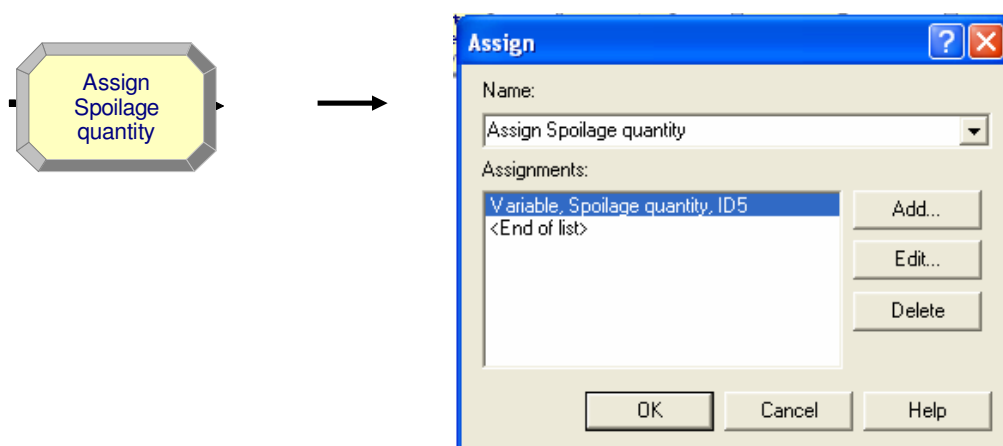 Assign
Spoilage
quantity
Assign
?
Name:
Assign Spoilage quantity
Assignments:
Variable, Spoilage quantity, ID5
<End of list>
Add...
Edit...
Delete
OK
Cancel
Help